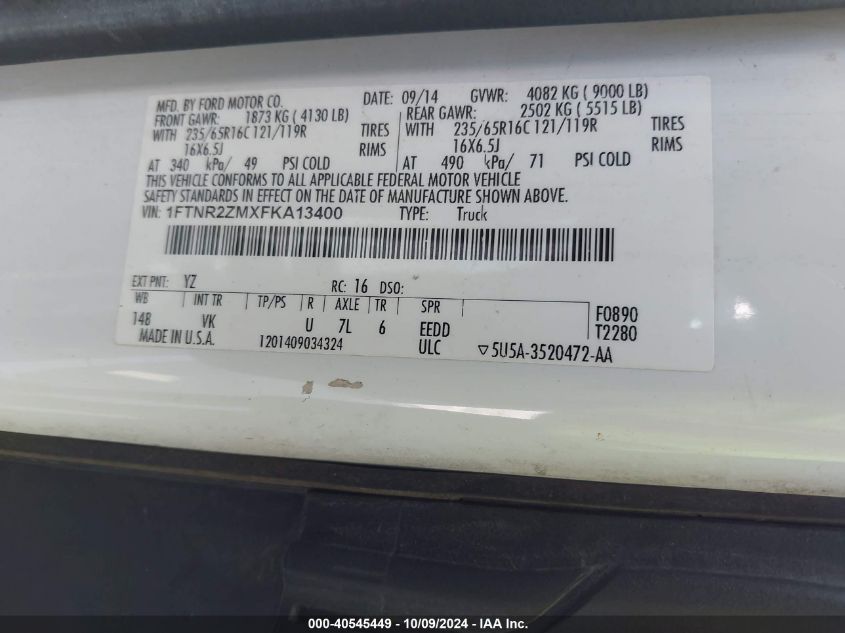 MFD. BY FORD MOTOR CO. DATE: 09/14 GVWR: 4082 KG ( 9000 LB)
FRONT GAWR: 1873 KG ( 4130 LB) REAR GAWR: 2502 KG ( 5515 LB)
WITH 235/65R16C 121/119R TIRES WITH 235/65R16C 121/119R TIRES
16X6.5J RIMS 16X6.5J RIMS
AT 340 kPa/ 49 PSI COLD AT 490 kPa/ 71 PSI COLD
THIS VEHICLE CONFORMS TO ALL APPLICABLE FEDERAL MOTOR VEHICLE
SAFETY STANDARDS IN EFFECT ON THE DATE OF MANUFACTURE SHOWN ABOVE.
VIN: 1FTNR2ZMXFKA13400 TYPE: Truck
EXT PNT: YZ RC: 16 DSO:
WB INT TR TP/PS R AXLE TR SPR F0890
148 VK U 7L 6 EEDD T2280
MADE IN U.S.A. 1201409034324 ULC ▽5U5A-3520472-AA
000-40545449 - 10/09/2024 - IAA Inc.